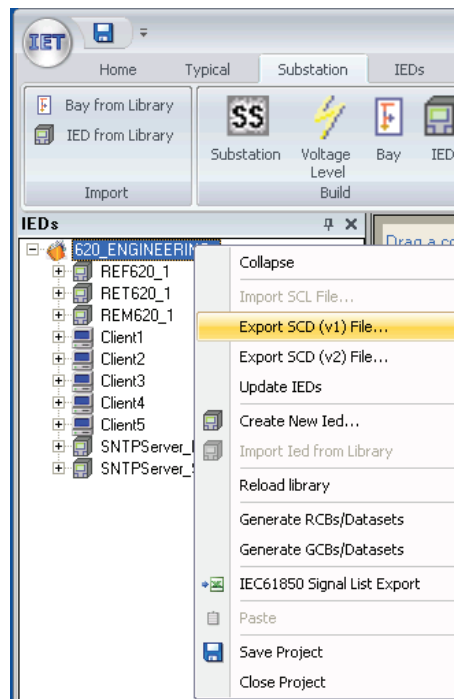 IET
Home Typical Substation IEDs
Bay from Library
IED from Library
Import
SS
Substation Voltage Level Bay IED
Build
IEDs
Drag a co
620_ENGINEERIN
REF620_1
RET620_1
REM620_1
Client1
Client2
Client3
Client4
Client5
SNTPServer_
SNTPServer_
Collapse
Import SCL File...
Export SCD (v1) File...
Export SCD (v2) File...
Update IEDs
Create New Ied...
Import Ied from Library
Reload library
Generate RCBs/Datasets
Generate GCBs/Datasets
IEC61850 Signal List Export
Paste
Save Project
Close Project